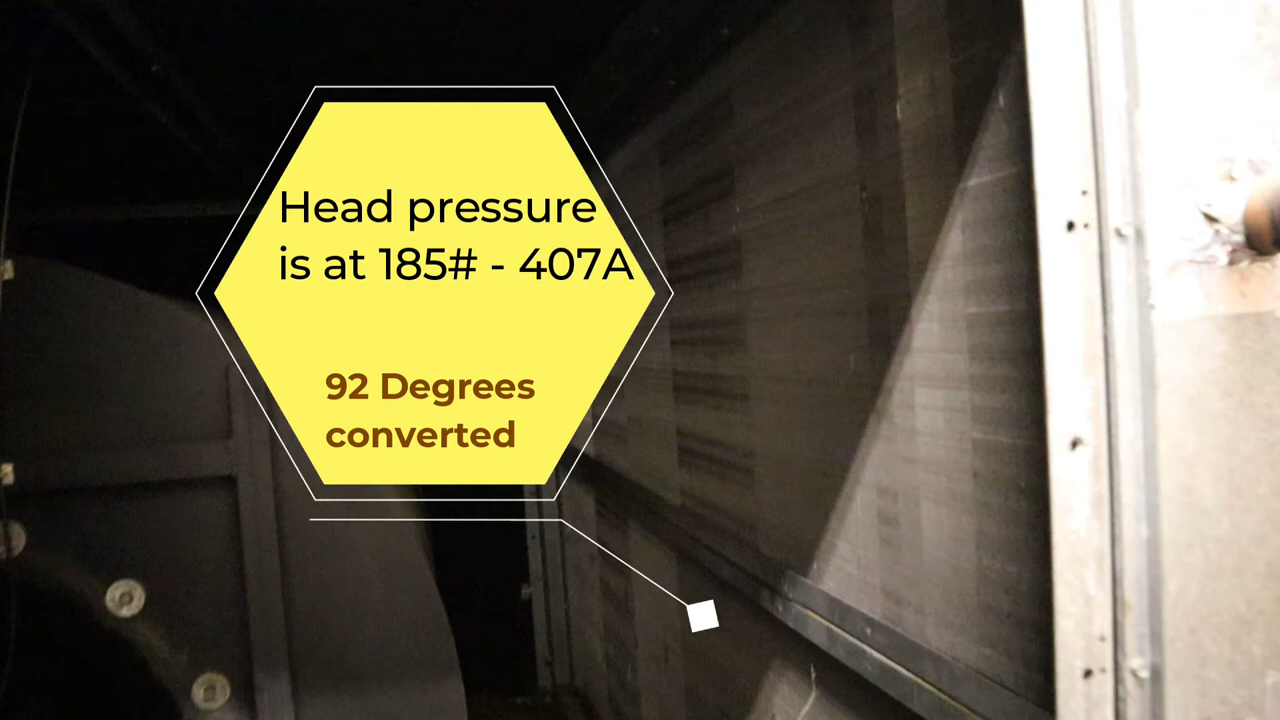 Head pressure
is at 185# - 407A
92 Degrees
converted